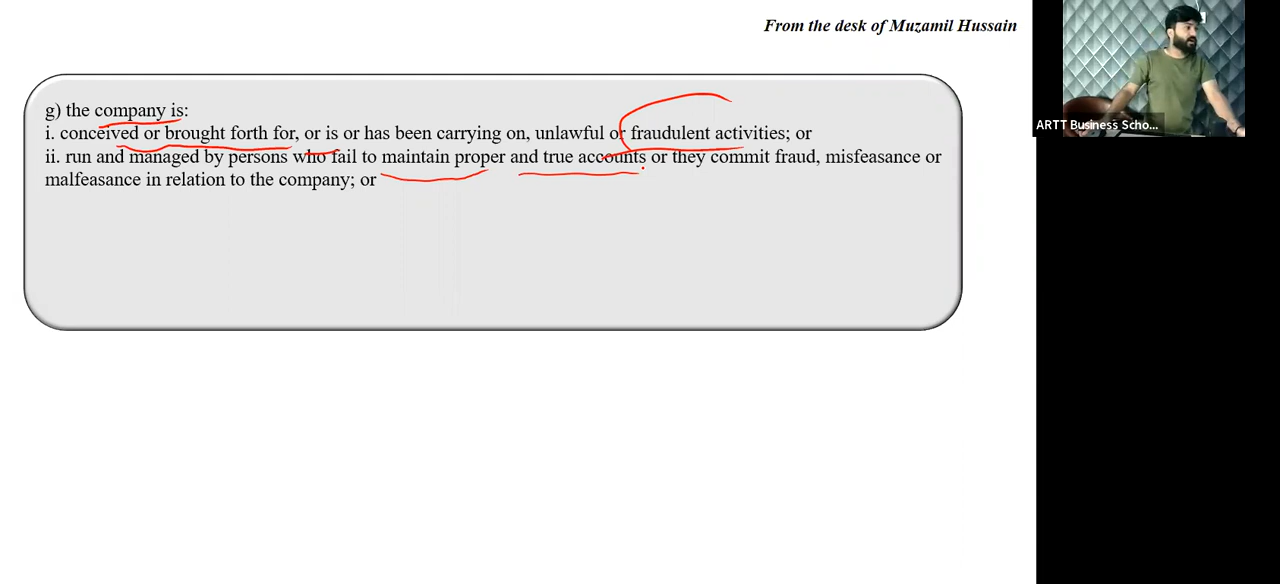 From the desk of Muzamil Hussain
g) the company is:
i. conceived or brought forth for, or is or has been carrying on, unlawful or fraudulent activities; or
ii. run and managed by persons who fail to maintain proper and true accounts or they commit fraud, misfeasance or
malfeasance in relation to the company; or
ARTT Business Scho...